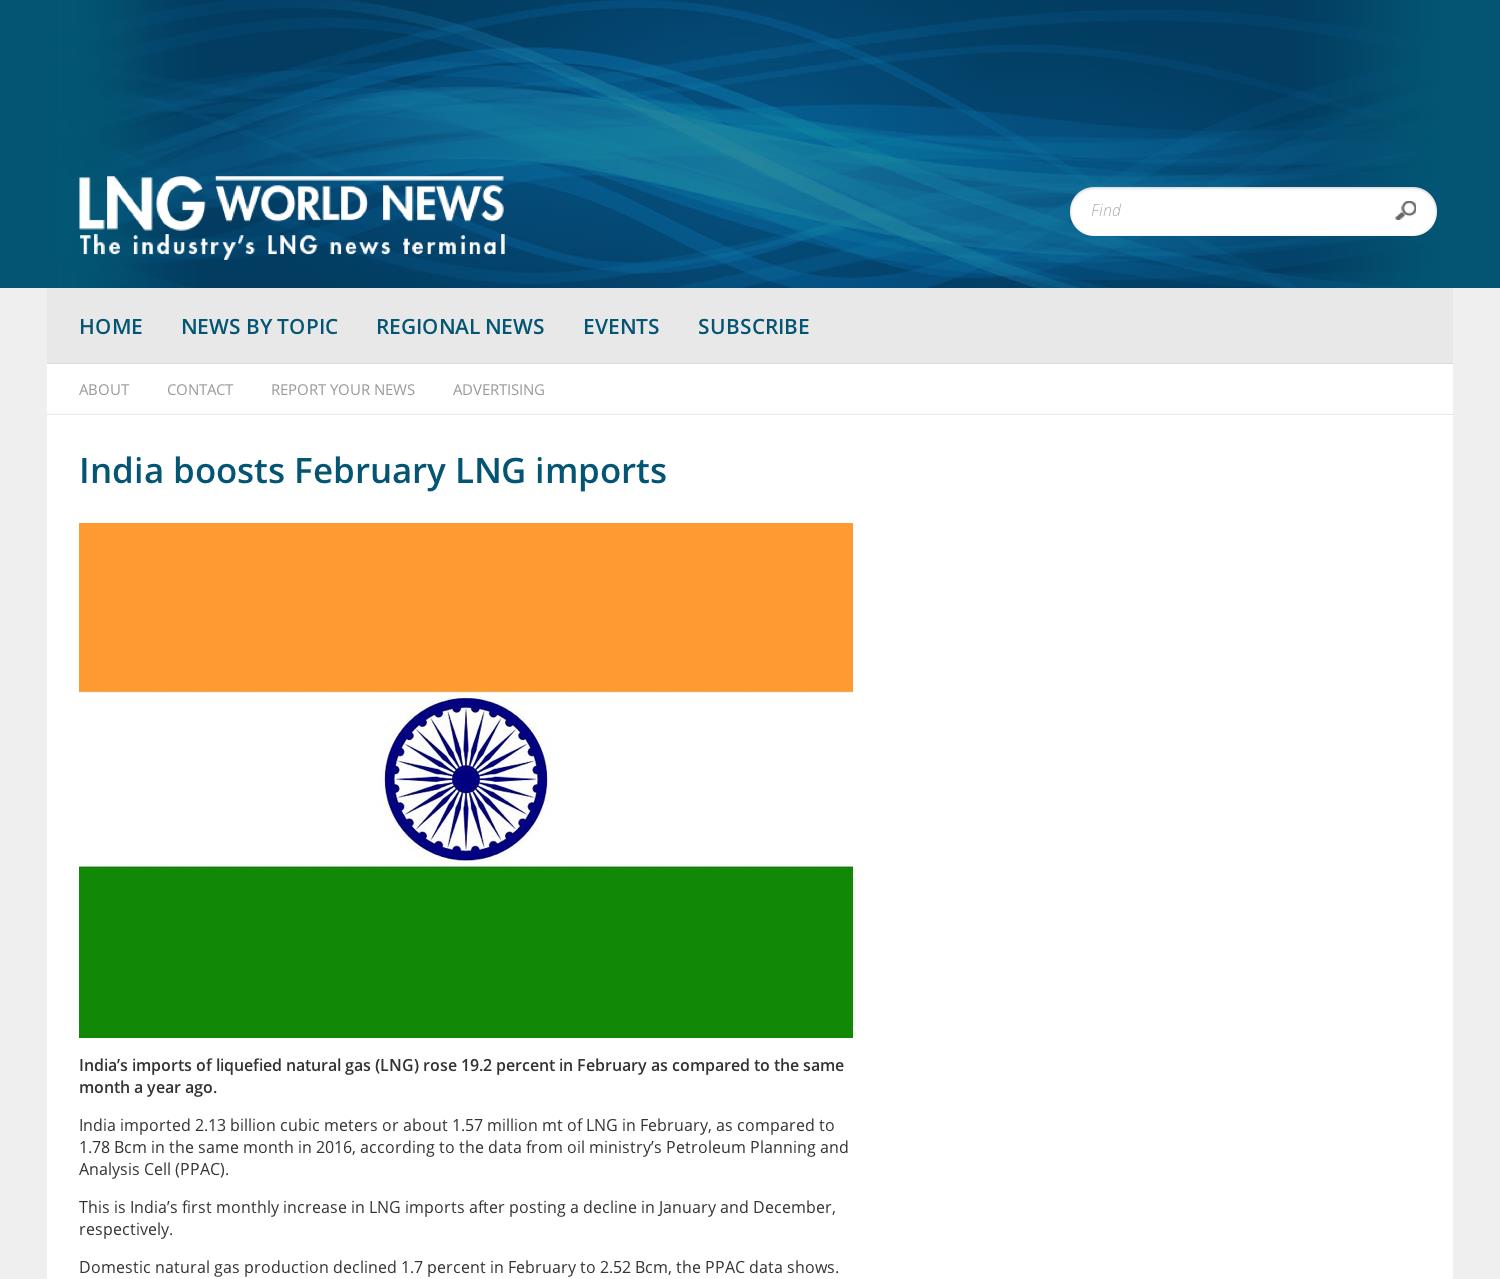 LNG WORLD NEWS
The industry's LNG news terminal
Find
HOME NEWS BY TOPIC REGIONAL NEWS EVENTS SUBSCRIBE
ABOUT CONTACT REPORT YOUR NEWS ADVERTISING
India boosts February LNG imports
India’s imports of liquefied natural gas (LNG) rose 19.2 percent in February as compared to the same
month a year ago.
India imported 2.13 billion cubic meters or about 1.57 million mt of LNG in February, as compared to
1.78 Bcm in the same month in 2016, according to the data from oil ministry’s Petroleum Planning and
Analysis Cell (PPAC).
This is India’s first monthly increase in LNG imports after posting a decline in January and December,
respectively.
Domestic natural gas production declined 1.7 percent in February to 2.52 Bcm, the PPAC data shows.